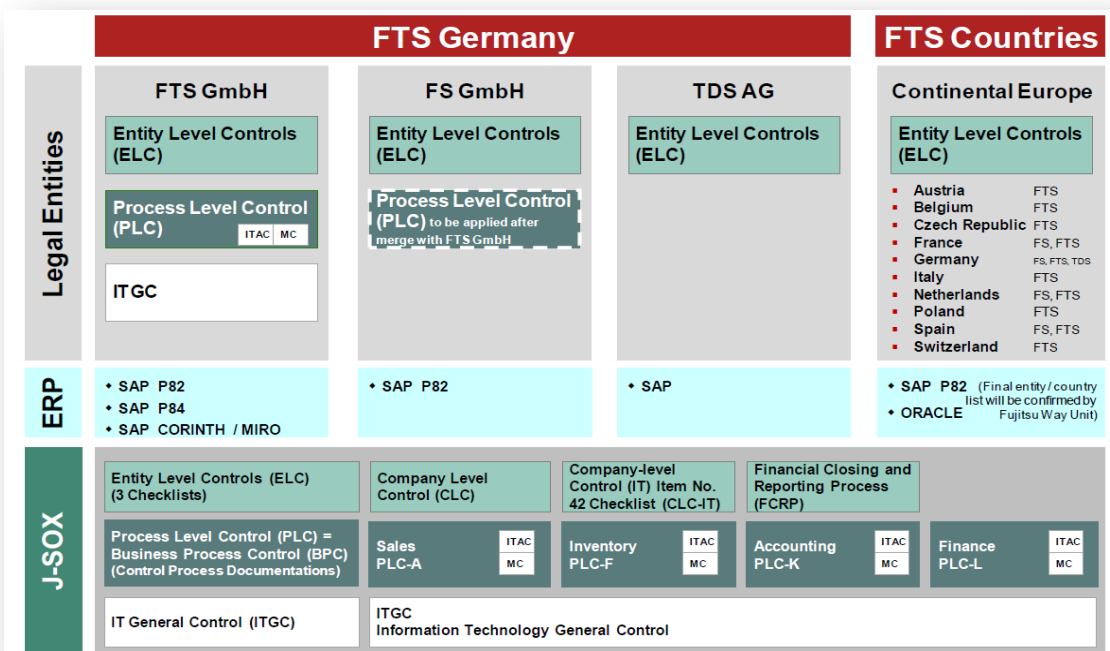 FTS Germany
FTS Countries
Legal Entities
FTS GmbH
Entity Level Controls
(ELC)
Process Level Control
(PLC)
ITAC
MC
ITGC
FS GmbH
Entity Level Controls
(ELC)
Process Level Control
(PLC) to be applied after
merge with FTS GmbH
TDS AG
Entity Level Controls
(ELC)
Continental Europe
Entity Level Controls
(ELC)
▪ Austria FTS
▪ Belgium FTS
▪ Czech Republic FTS
▪ France FS, FTS
▪ Germany FS, FTS, TDS
▪ Italy FTS
▪ Netherlands FS, FTS
▪ Poland FTS
▪ Spain FS, FTS
▪ Switzerland FTS
ERP
◆ SAP P82
◆ SAP P84
◆ SAP CORINTH / MIRO
◆ SAP P82
◆ SAP
◆ SAP P82 (Final entity/country
list will be confirmed by
◆ ORACLE Fujitsu Way Unit)
J-SOX
Entity Level Controls (ELC)
(3 Checklists)
Company Level
Control (CLC)
Company-level
Control (IT) Item No.
42 Checklist (CLC-IT)
Financial Closing and
Reporting Process
(FCRP)
Process Level Control (PLC) =
Business Process Control (BPC)
(Control Process Documentations)
Sales
PLC-A
ITAC
MC
Inventory
PLC-F
ITAC
MC
Accounting
PLC-K
ITAC
MC
Finance
PLC-L
ITAC
MC
IT General Control (ITGC)
ITGC
Information Technology General Control